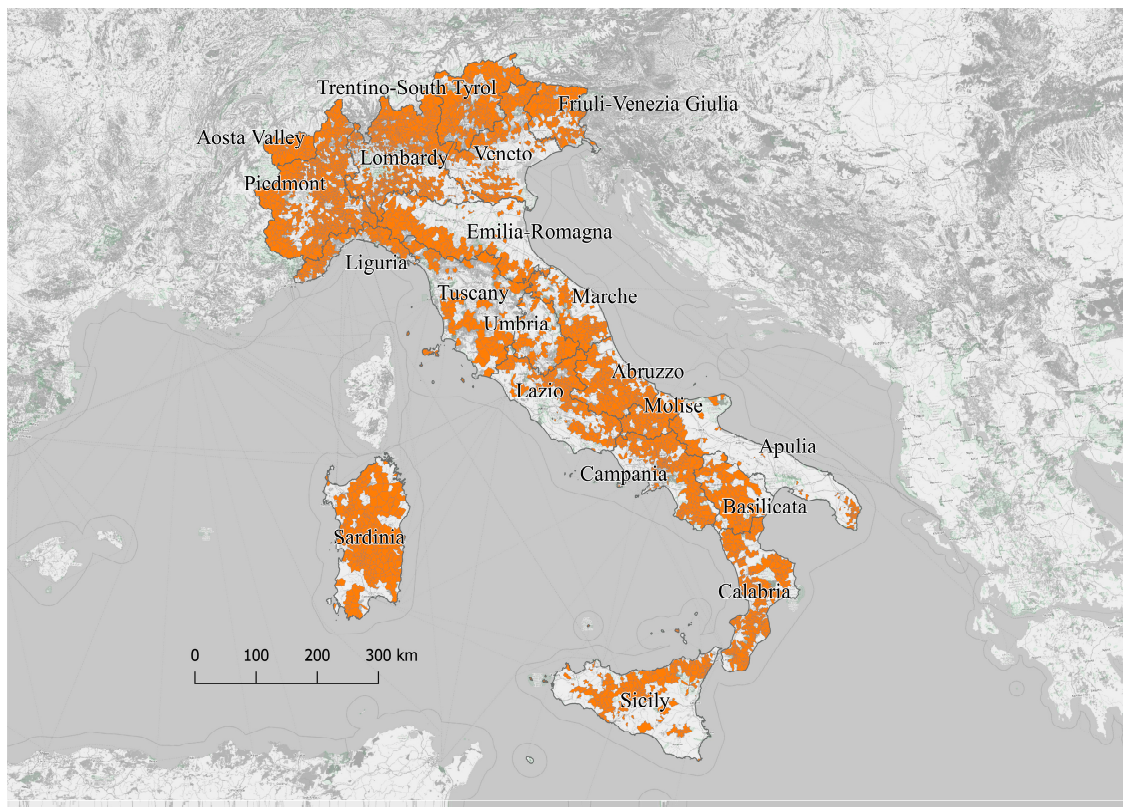 Trentino-South Tyrol
Friuli-Venezia Giulia
Aosta Valley
Lombardy
Veneto
Piedmont
Emilia-Romagna
Liguria
Tuscany
Marche
Umbria
Abruzzo
Lazio
Molise
Apulia
Campania
Basilicata
Sardinia
Calabria
0 100 200 300 km
Sicily